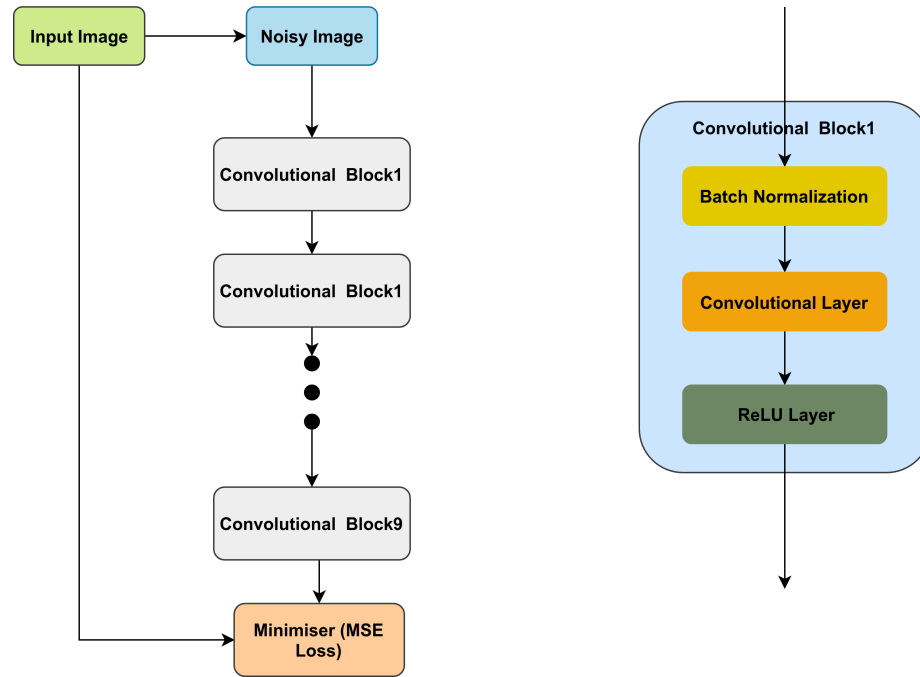 Input Image
Noisy Image
Convolutional Block1
Convolutional Block1
Convolutional Block9
Minimiser (MSE
Loss)
Convolutional Block1
Batch Normalization
Convolutional Layer
ReLU Layer